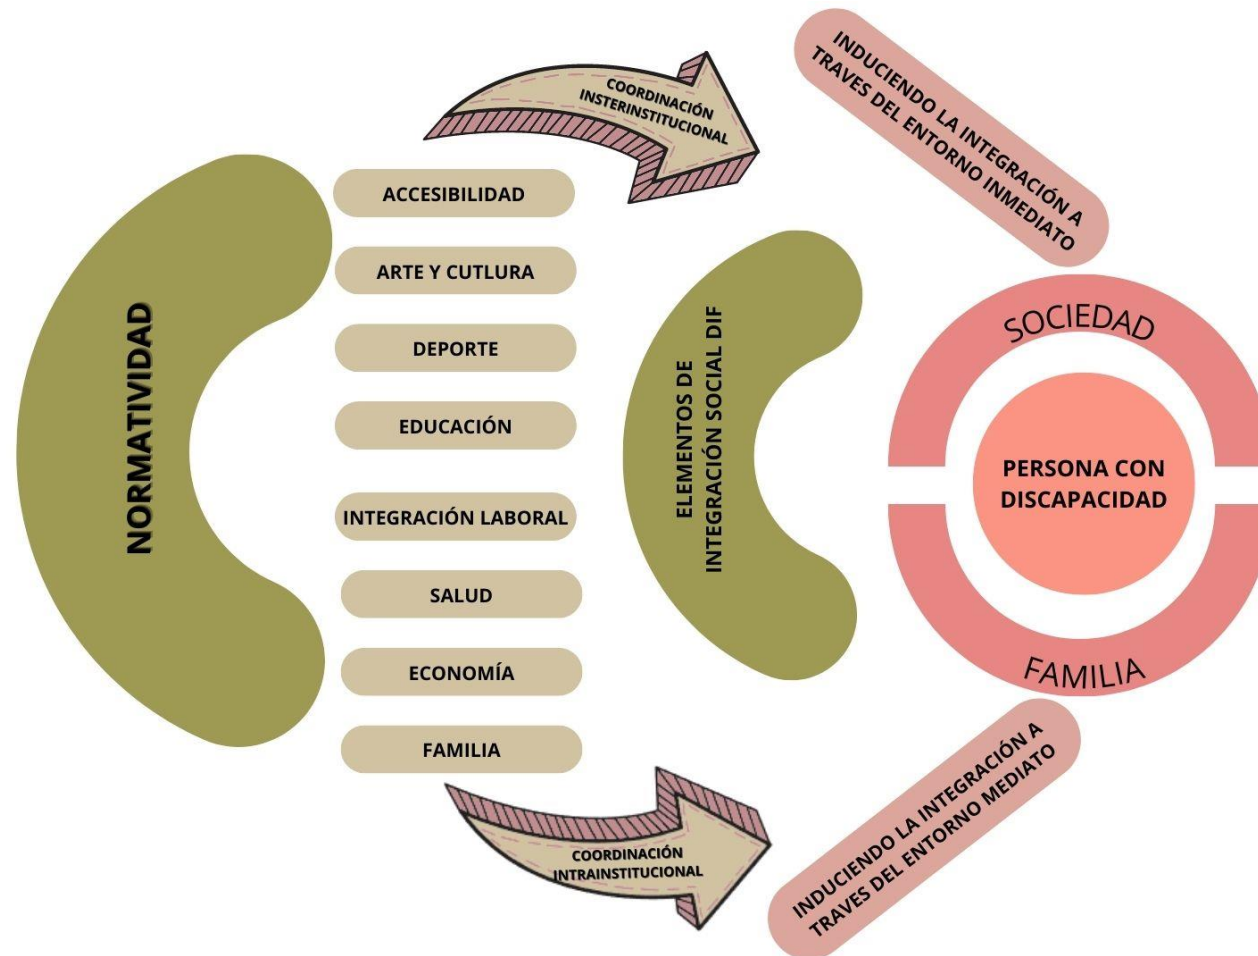 NORMATIVIDAD
ACCESIBILIDAD
ARTE Y CUTLURA
DEPORTE
EDUCACIÓN
INTEGRACIÓN LABORAL
SALUD
ECONOMÍA
FAMILIA
COORDINACIÓN
INSTERINSTITUCIONAL
COORDINACIÓN
INTRAINSTITUCIONAL
ELEMENTOS DE
INTEGRACIÓN SOCIAL DIF
INDUCIENDO LA INTEGRACIÓN A
TRAVES DEL ENTORNO INMEDIATO
SOCIEDAD
PERSONA CON
DISCAPACIDAD
FAMILIA
INDUCIENDO LA INTEGRACIÓN A
TRAVES DEL ENTORNO MEDIATO